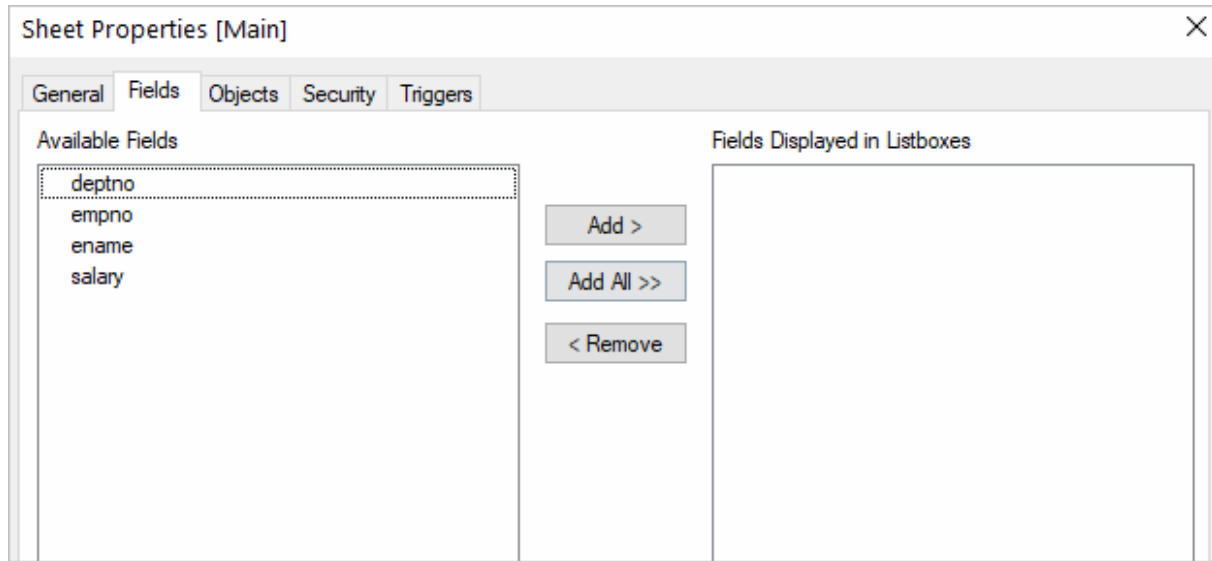 Sheet Properties [Main]
General Fields Objects Security Triggers
Available Fields
Fields Displayed in Listboxes
deptno
empno
ename
salary
Add >
Add All >>
< Remove